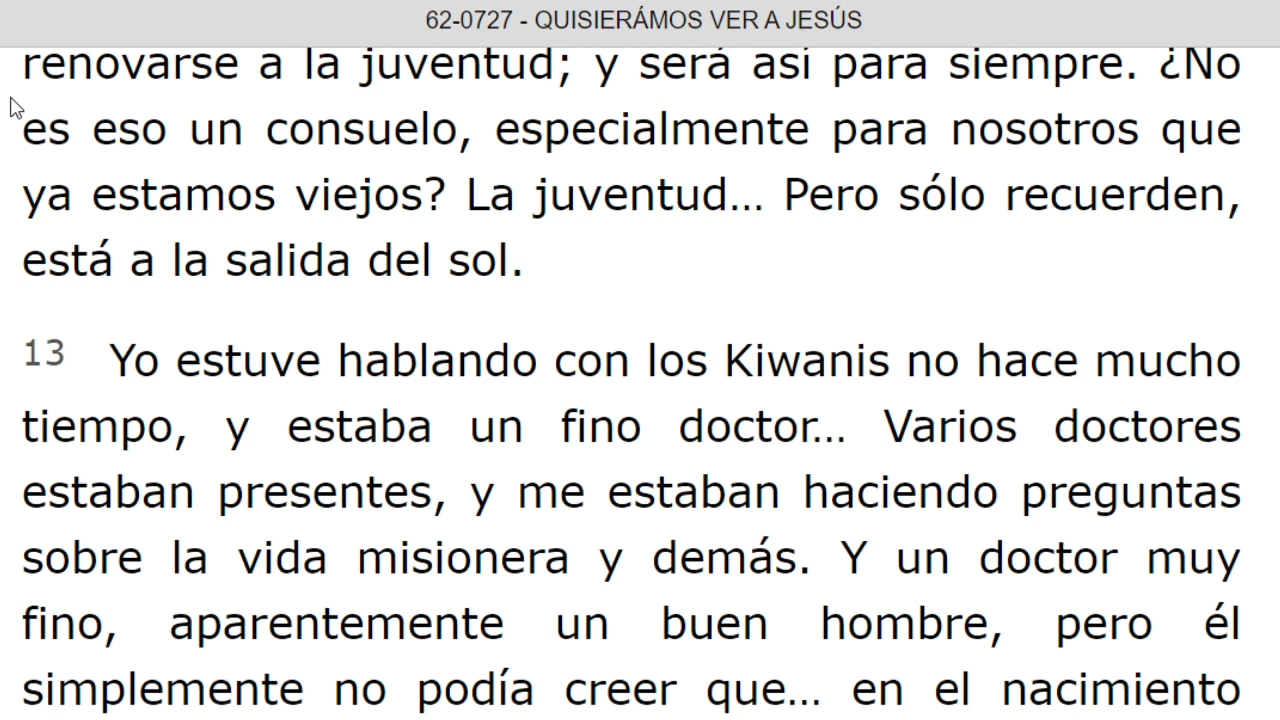 62-0727 - QUISIERÁMOS VER A JESÚS
renovarse a la juventud; y será así para siempre. ¿No
es eso un consuelo, especialmente para nosotros que
ya estamos viejos? La juventud... Pero sólo recuerden,
está a la salida del sol.
13 Yo estuve hablando con los Kiwanis no hace mucho
tiempo, y estaba un fino doctor... Varios doctores
estaban presentes, y me estaban haciendo preguntas
sobre la vida misionera y demás. Y un doctor muy
fino, aparentemente un buen hombre, pero él
simplemente no podía creer que... en el nacimiento